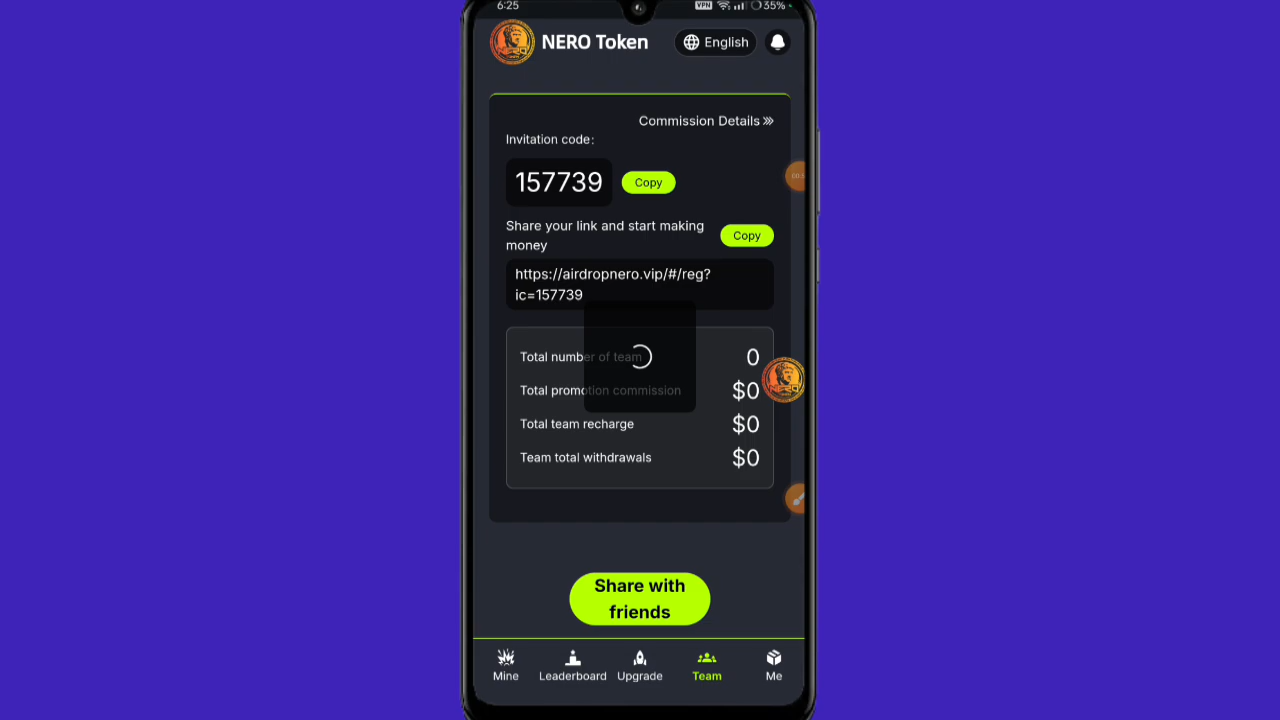 6:25
VPN
35%
NERO Token
English
Commission Details
Invitation code:
157739
Copy
Share your link and start making
money
Copy
https://airdropnero.vip/#/reg?
ic=157739
Total number of team
0
Total promotion commission
$0
NERO
Total team recharge
$0
Team total withdrawals
$0
Share with
friends
Mine
Leaderboard
Upgrade
Team
Me